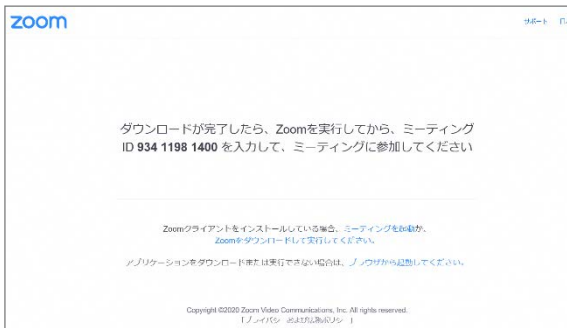 zoom
サポート
ダウンロードが完了したら、Zoomを実行してから、ミーティング
ID 934 1198 1400 を入力して、ミーティングに参加してください
Zoomクライアントをインストールしている場合、ミーティングを起動か、
Zoomをダウンロードして実行してください。
アプリケーションをダウンロードまたは実行できない場合は、ブラウザから起動してください。
Copyright ©2020 Zoom Video Communications, Inc. All rights reserved.